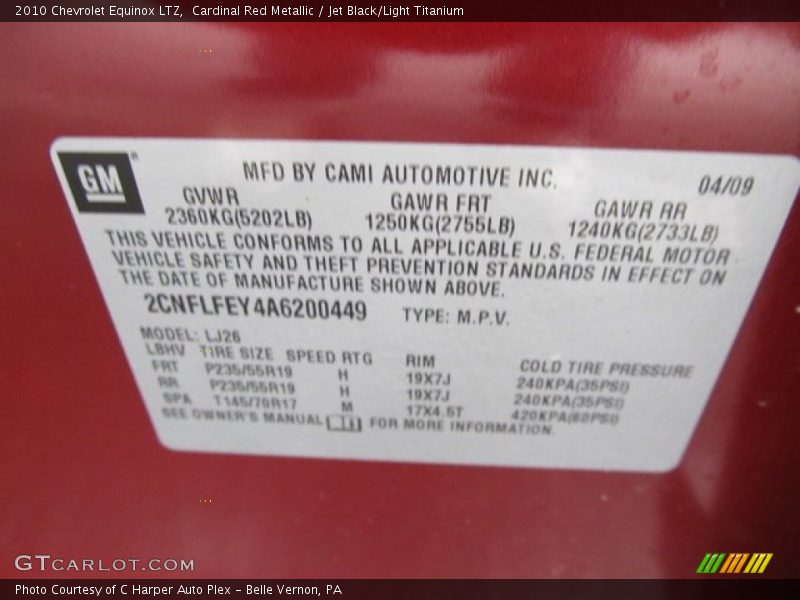 2010 Chevrolet Equinox LTZ,  Cardinal Red Metallic / Jet Black/Light Titanium
GM
MFD BY CAMI AUTOMOTIVE INC.
04/09
GVWR GAWR FRT GAWR RR
2360KG(5202LB) 1250KG(2755LB) 1240KG(2733LB)
THIS VEHICLE CONFORMS TO ALL APPLICABLE U.S. FEDERAL MOTOR
VEHICLE SAFETY AND THEFT PREVENTION STANDARDS IN EFFECT ON
THE DATE OF MANUFACTURE SHOWN ABOVE.
2CNFLFEY4A6200449 TYPE: M.P.V.
MODEL: LJ26
LBHV TIRE SIZE SPEED RTG RIM COLD TIRE PRESSURE
FRT P235/55R19 H 19X7J 240KPA(35PSI)
RR P235/55R19 H 19X7J 240KPA(35PSI)
SPA T145/70R17 M 17X4.5T 420KPA(60PSI)
SEE OWNER'S MANUAL FOR MORE INFORMATION.
GTCARLOT.COM
Photo Courtesy of C Harper Auto Plex - Belle Vernon, PA